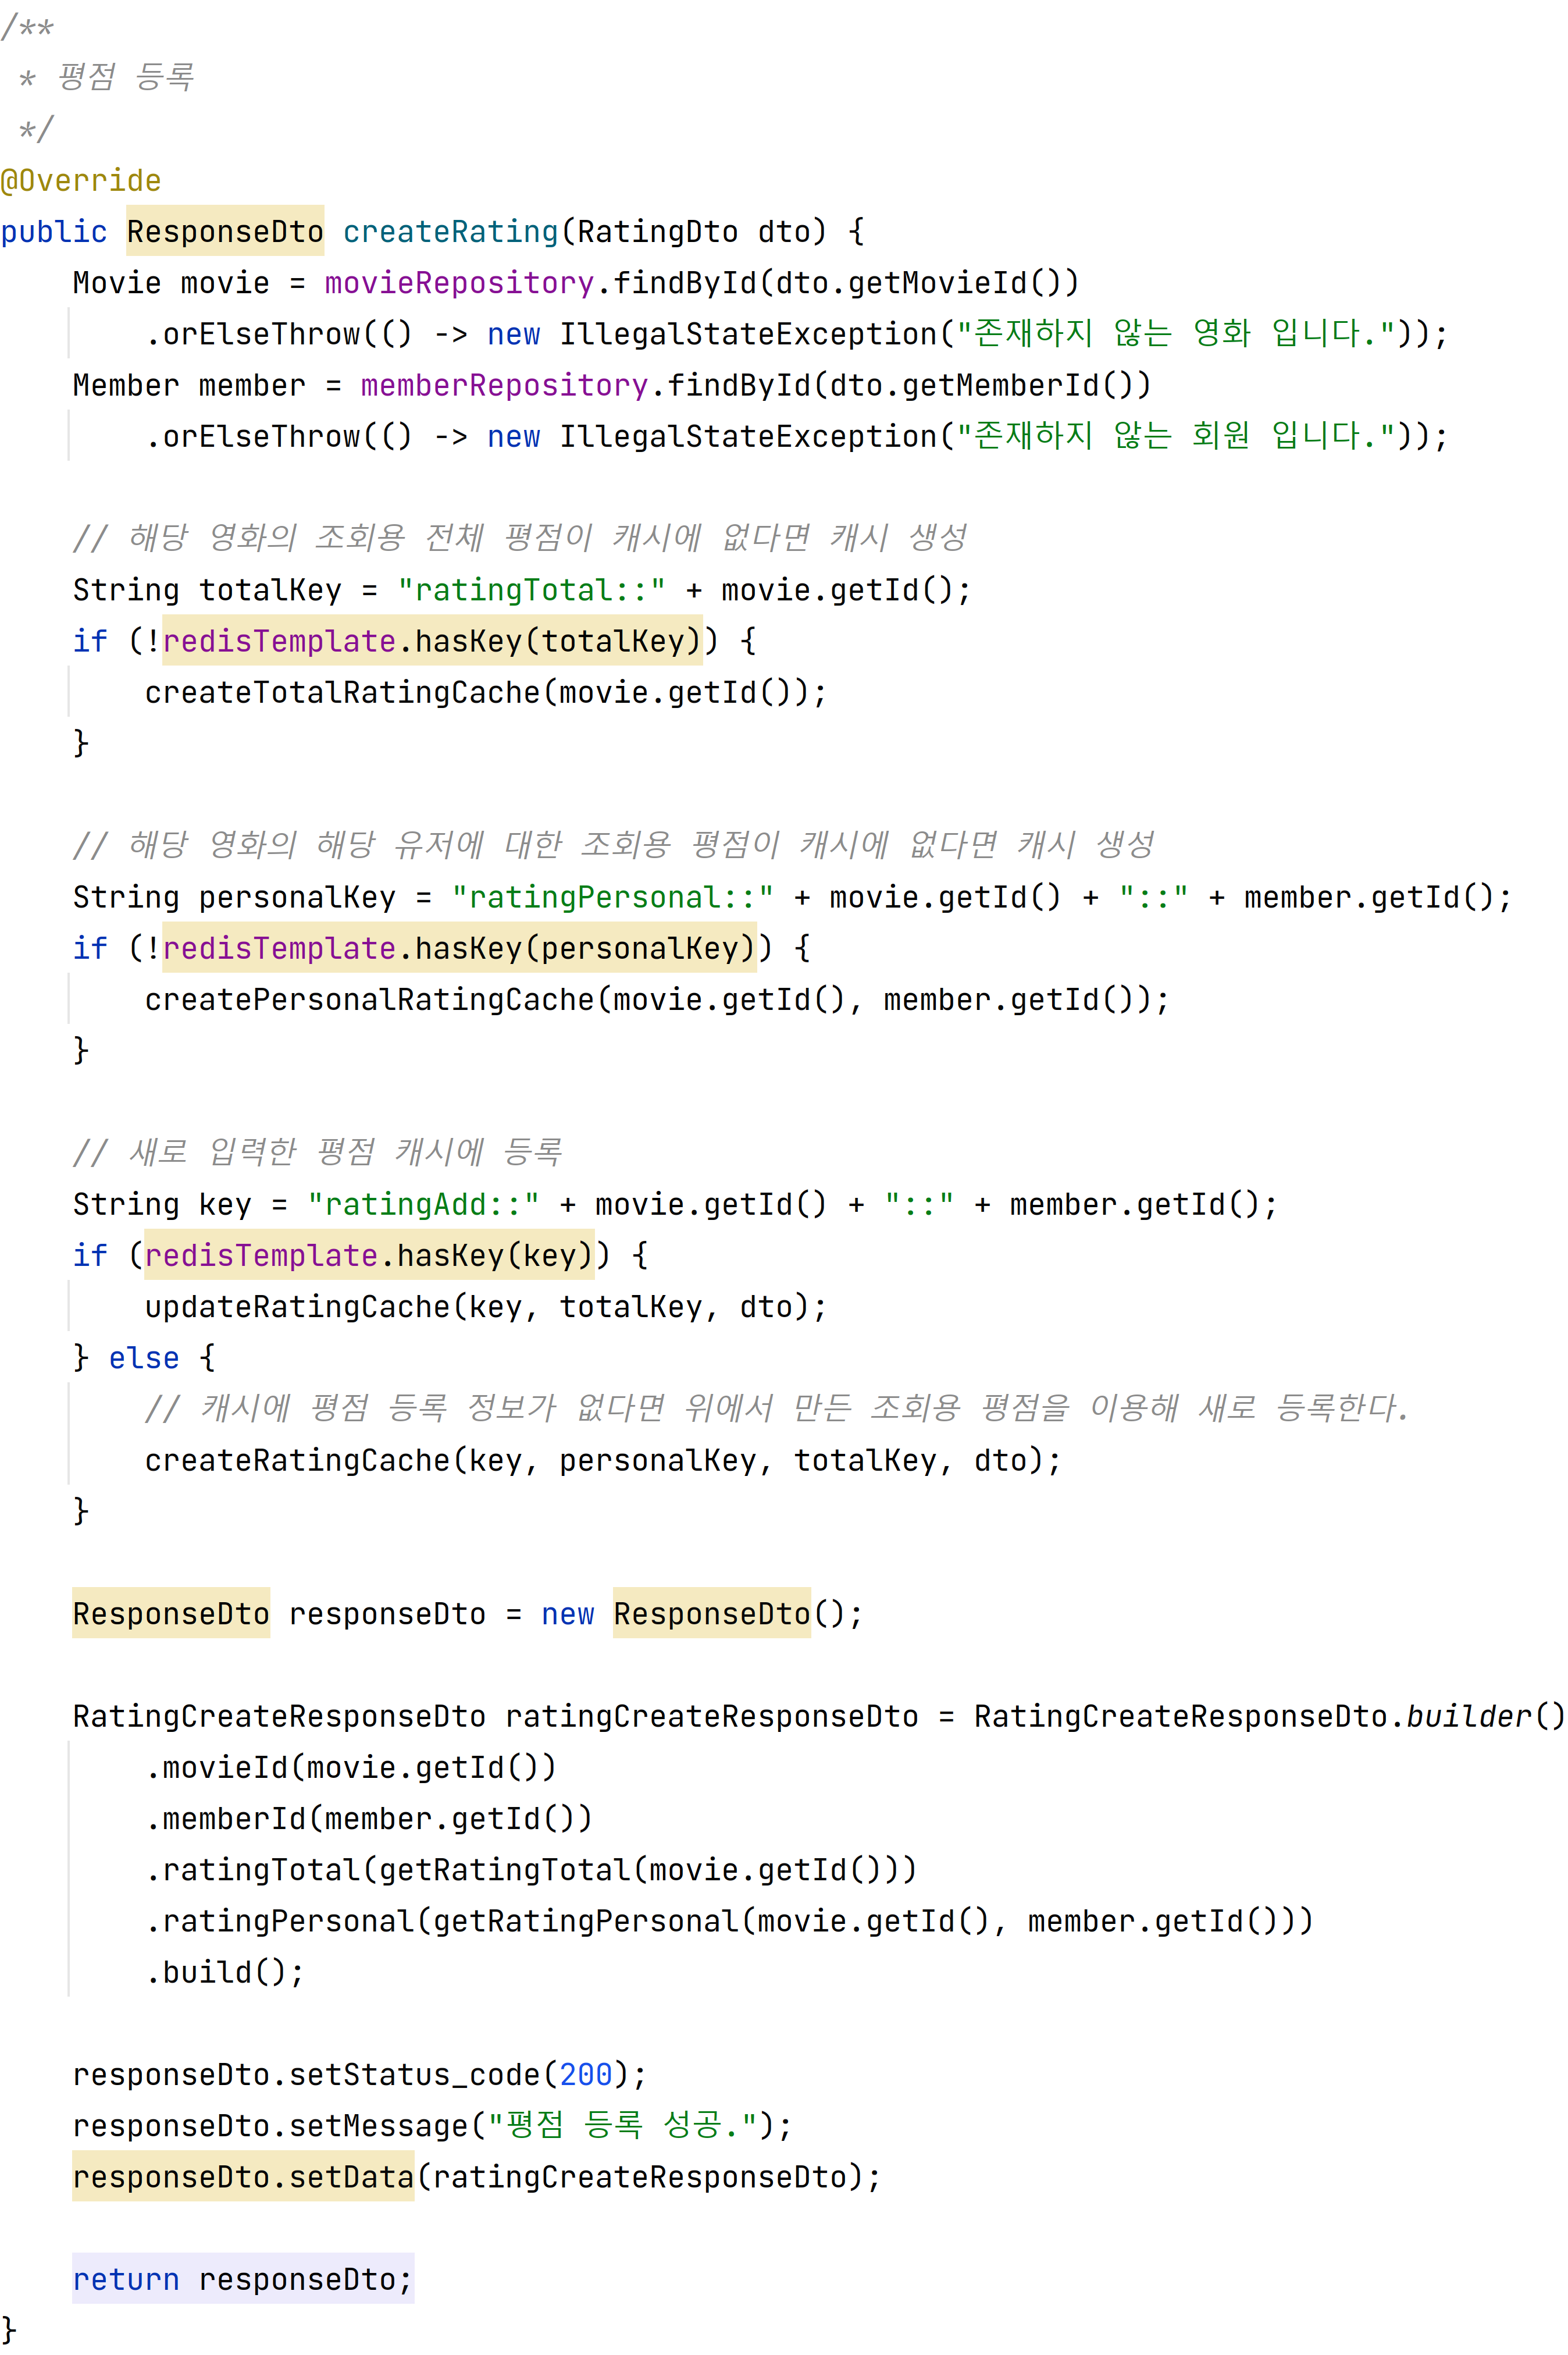 /**
 * 평점 등록
 */
@Override
public ResponseDto createRating(RatingDto dto) {
    Movie movie = movieRepository.findById(dto.getMovieId())
        .orElseThrow(() -> new IllegalStateException("존재하지 않는 영화 입니다."));
    Member member = memberRepository.findById(dto.getMemberId())
        .orElseThrow(() -> new IllegalStateException("존재하지 않는 회원 입니다."));

    // 해당 영화의 조회용 전체 평점이 캐시에 없다면 캐시 생성
    String totalKey = "ratingTotal::" + movie.getId();
    if (!redisTemplate.hasKey(totalKey)) {
        createTotalRatingCache(movie.getId());
    }

    // 해당 영화의 해당 유저에 대한 조회용 평점이 캐시에 없다면 캐시 생성
    String personalKey = "ratingPersonal::" + movie.getId() + "::" + member.getId();
    if (!redisTemplate.hasKey(personalKey)) {
        createPersonalRatingCache(movie.getId(), member.getId());
    }

    // 새로 입력한 평점 캐시에 등록
    String key = "ratingAdd::" + movie.getId() + "::" + member.getId();
    if (redisTemplate.hasKey(key)) {
        updateRatingCache(key, totalKey, dto);
    } else {
        // 캐시에 평점 등록 정보가 없다면 위에서 만든 조회용 평점을 이용해 새로 등록한다.
        createRatingCache(key, personalKey, totalKey, dto);
    }

    ResponseDto responseDto = new ResponseDto();

    RatingCreateResponseDto ratingCreateResponseDto = RatingCreateResponseDto.builder()
        .movieId(movie.getId())
        .memberId(member.getId())
        .ratingTotal(getRatingTotal(movie.getId()))
        .ratingPersonal(getRatingPersonal(movie.getId(), member.getId()))
        .build();

    responseDto.setStatus_code(200);
    responseDto.setMessage("평점 등록 성공.");
    responseDto.setData(ratingCreateResponseDto);

    return responseDto;
}